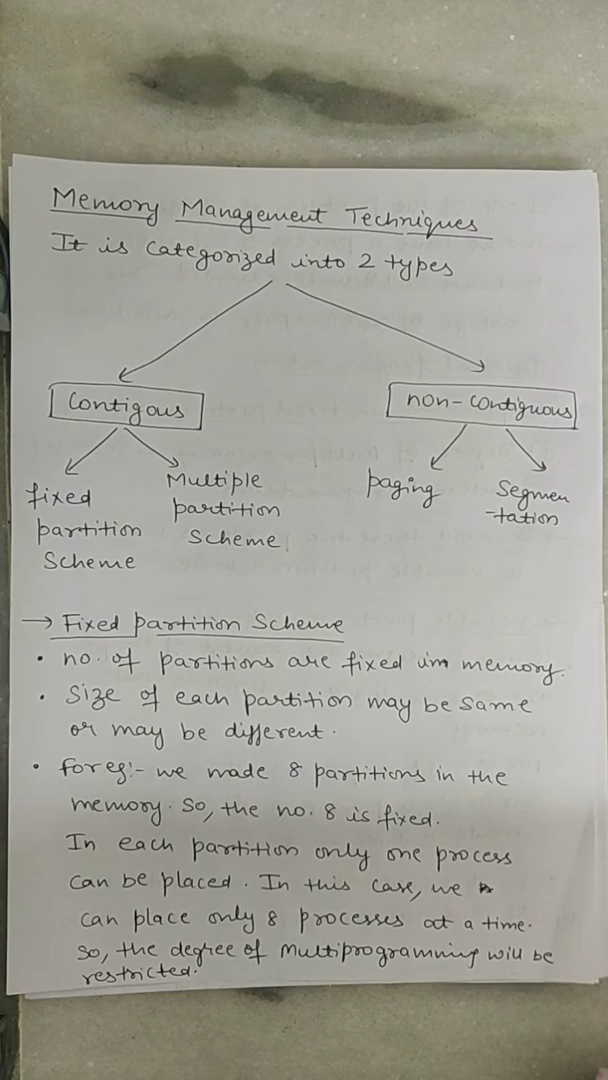 Memory Management Techniques
It is categorized into 2 types
Contigous
non-contiguous
fixed
partition
Scheme
Multiple
partition
Scheme
paging
Segmen
-tation
→ Fixed partition Scheme
• no. of partitions are fixed in memory.
• Size of each partition may be same
or may be different.
• for eg:- we made 8 partitions in the
memory. So, the no. 8 is fixed.
In each partition only one process
can be placed. In this case, we
can place only 8 processes at a time.
So, the degree of multiprogramming will be
restricted.